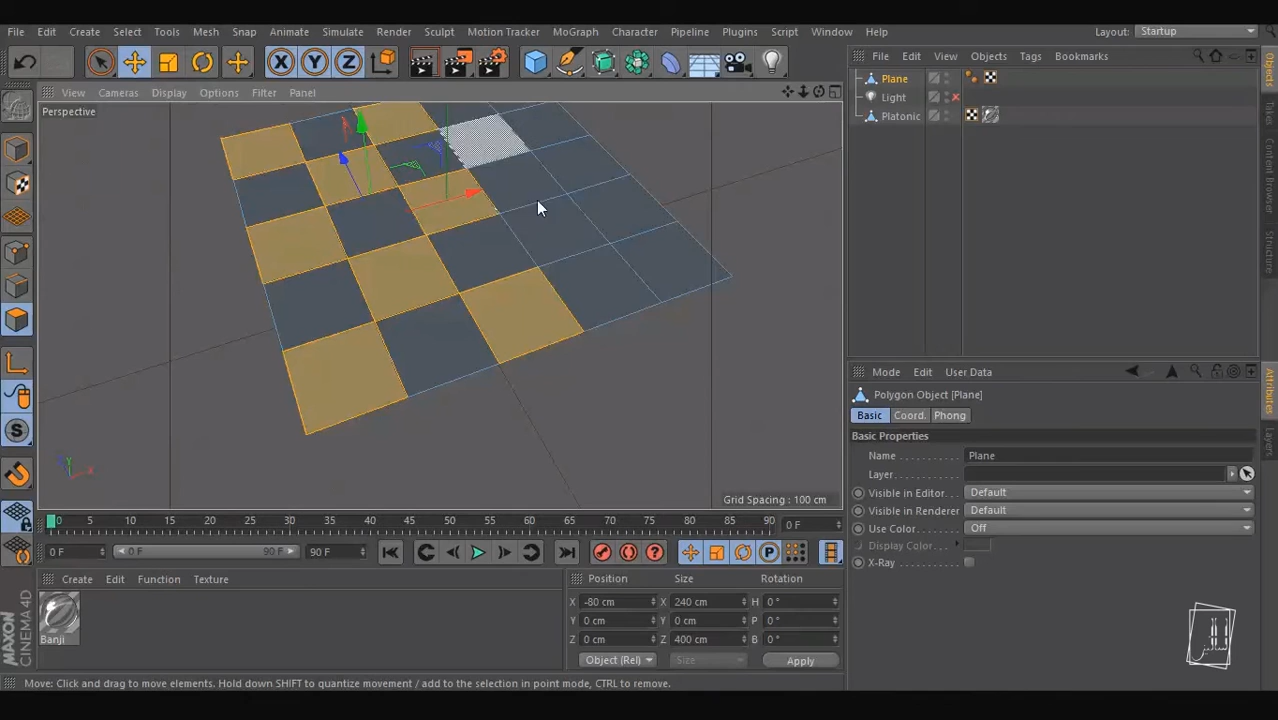 File Edit Create Select Tools Mesh Snap Animate Simulate Render Sculpt Motion Tracker MoGraph Character Pipeline Plugins Script Window Help Layout: Startup
File Edit View Objects Tags Bookmarks
View Cameras Display Options Filter Panel
Perspective
Plane
Light
Platonic
Objects
Content Browser
Structure
Mode Edit User Data
Polygon Object [Plane]
Basic Coord. Phong
Basic Properties
Name Plane
Layer
Visible in Editor Default
Visible in Renderer Default
Use Color Off
Display Color
X-Ray
Attributes
Layers
Y X
Grid Spacing : 100 cm
0 5 10 15 20 25 30 35 40 45 50 55 60 65 70 75 80 85 90 0 F
0 F 0 F 90 F 90 F
Create Edit Function Texture
Banji
Position Size Rotation
X -80 cm X 240 cm H 0 °
Y 0 cm Y 0 cm P 0 °
Z 0 cm Z 400 cm B 0 °
Object (Rel) Size Apply
MAXON
CINEMA 4D
Move: Click and drag to move elements. Hold down SHIFT to quantize movement / add to the selection in point mode, CTRL to remove.